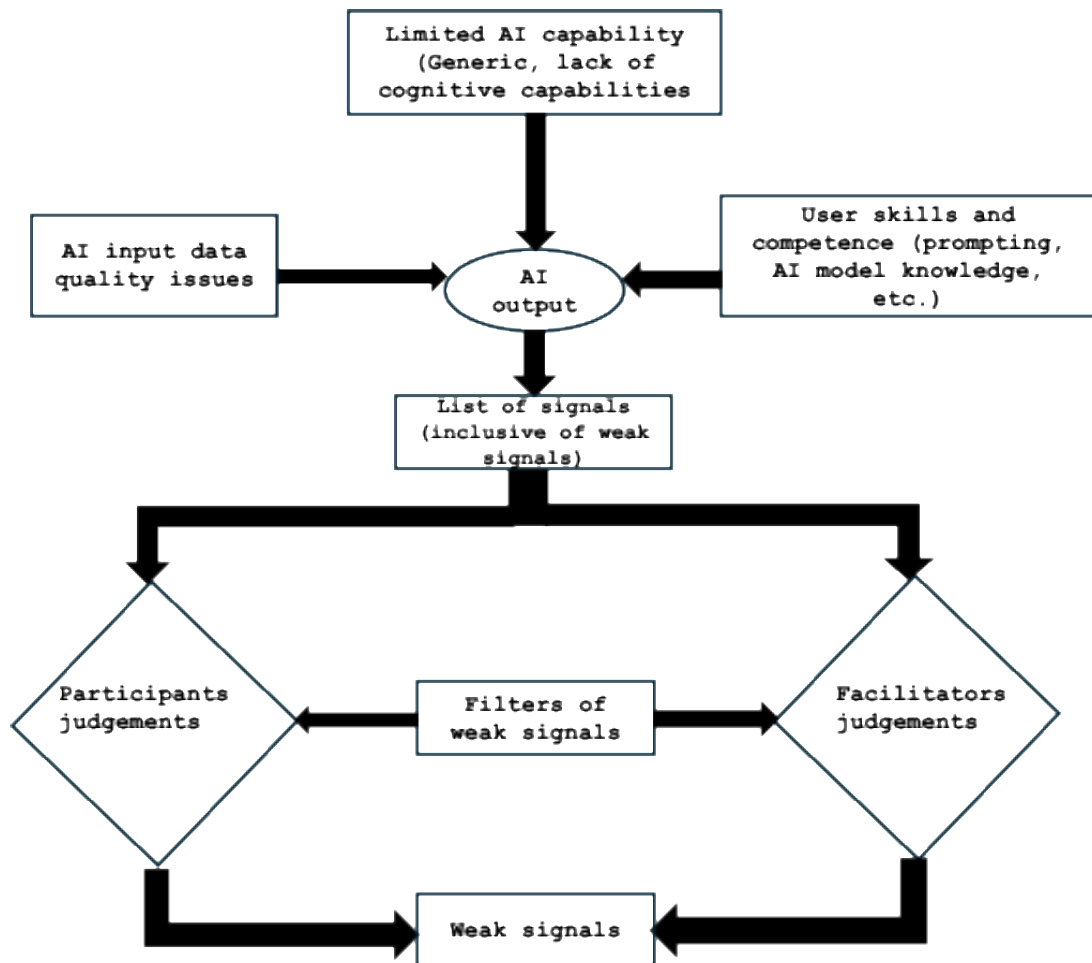 Limited AI capability
(Generic, lack of
cognitive capabilities
AI input data
quality issues
User skills and
competence (prompting,
AI model knowledge,
etc.)
AI
output
List of signals
(inclusive of weak
signals)
Participants
judgements
Filters of
weak signals
Facilitators
judgements
Weak signals